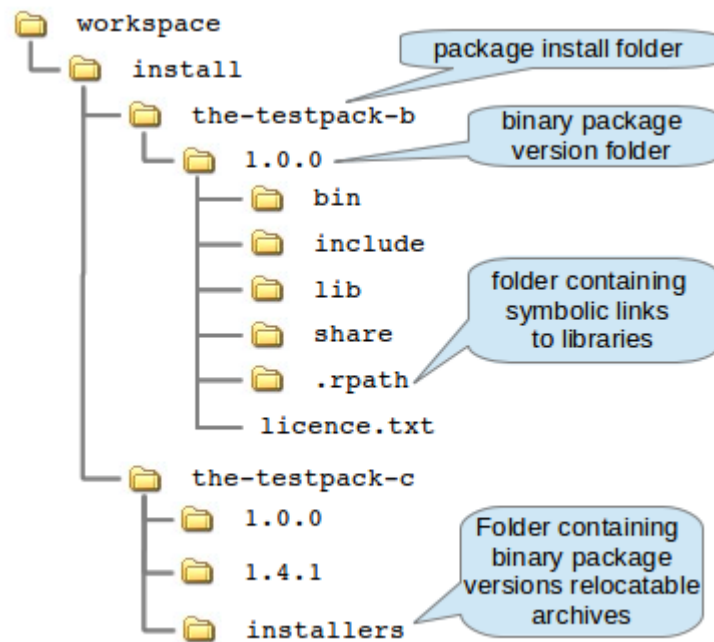 workspace
install
package install folder
the-testpack-b
binary package
version folder
1.0.0
bin
include
lib
folder containing
symbolic links
to libraries
share
.rpath
licence.txt
the-testpack-c
1.0.0
1.4.1
installers
Folder containing
binary package
versions relocatable
archives